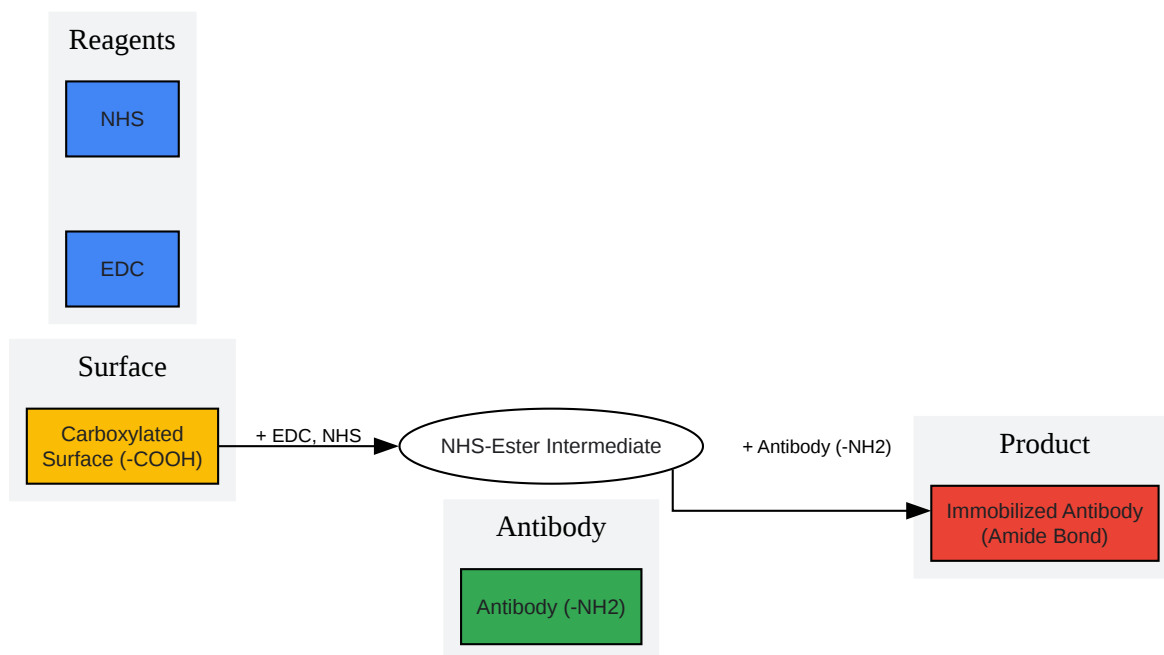 Reagents
NHS
EDC
Surface
Carboxylated
Surface (-COOH)
+ EDC, NHS
NHS-Ester Intermediate
+ Antibody (-NH2)
Antibody
Antibody (-NH2)
Product
Immobilized Antibody
(Amide Bond)